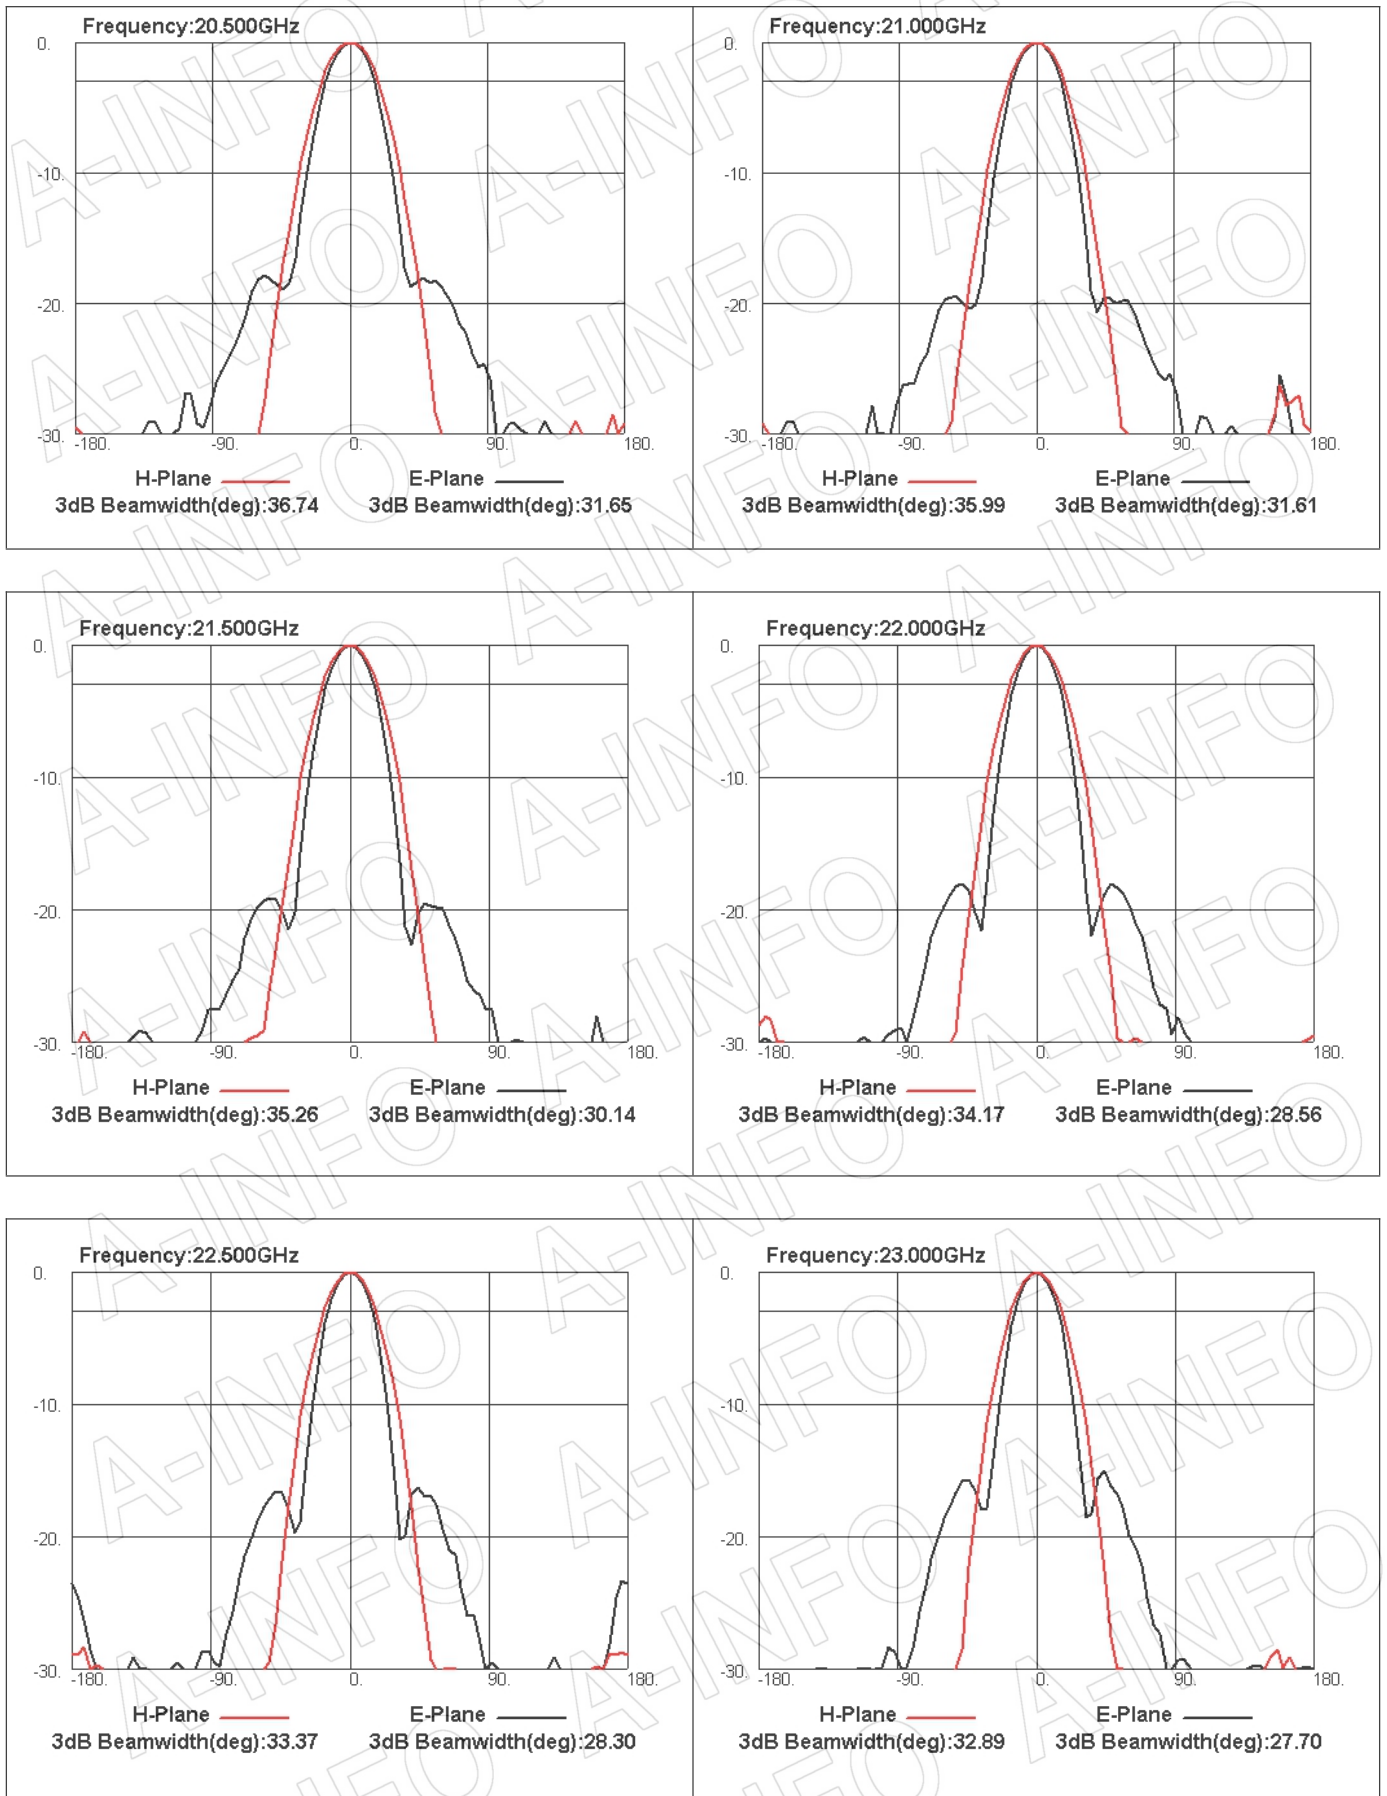 Frequency:20.500GHz
0.
-10.
-20.
-30.
-180. -90. 0. 90. 180.
H-Plane E-Plane
3dB Beamwidth(deg):36.74 3dB Beamwidth(deg):31.65
Frequency:21.000GHz
0.
-10.
-20.
-30.
-180. -90. 0. 90. 180.
H-Plane E-Plane
3dB Beamwidth(deg):35.99 3dB Beamwidth(deg):31.61
Frequency:21.500GHz
0.
-10.
-20.
-30.
-180. -90. 0. 90. 180.
H-Plane E-Plane
3dB Beamwidth(deg):35.26 3dB Beamwidth(deg):30.14
Frequency:22.000GHz
0.
-10.
-20.
-30.
-180. -90. 0. 90. 180.
H-Plane E-Plane
3dB Beamwidth(deg):34.17 3dB Beamwidth(deg):28.56
Frequency:22.500GHz
0.
-10.
-20.
-30.
-180. -90. 0. 90. 180.
H-Plane E-Plane
3dB Beamwidth(deg):33.37 3dB Beamwidth(deg):28.30
Frequency:23.000GHz
0.
-10.
-20.
-30.
-180. -90. 0. 90. 180.
H-Plane E-Plane
3dB Beamwidth(deg):32.89 3dB Beamwidth(deg):27.70
A-INFO